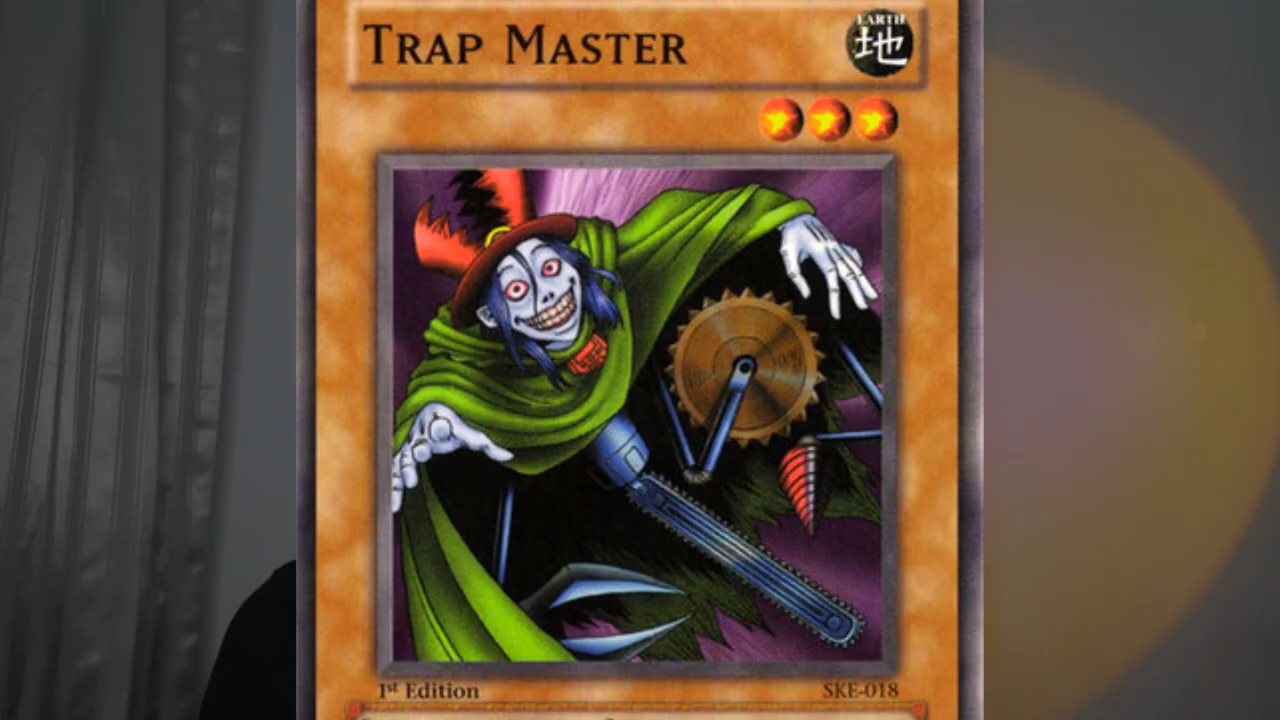 TRAP MASTER
EARTH
地
1st Edition
SKE-018